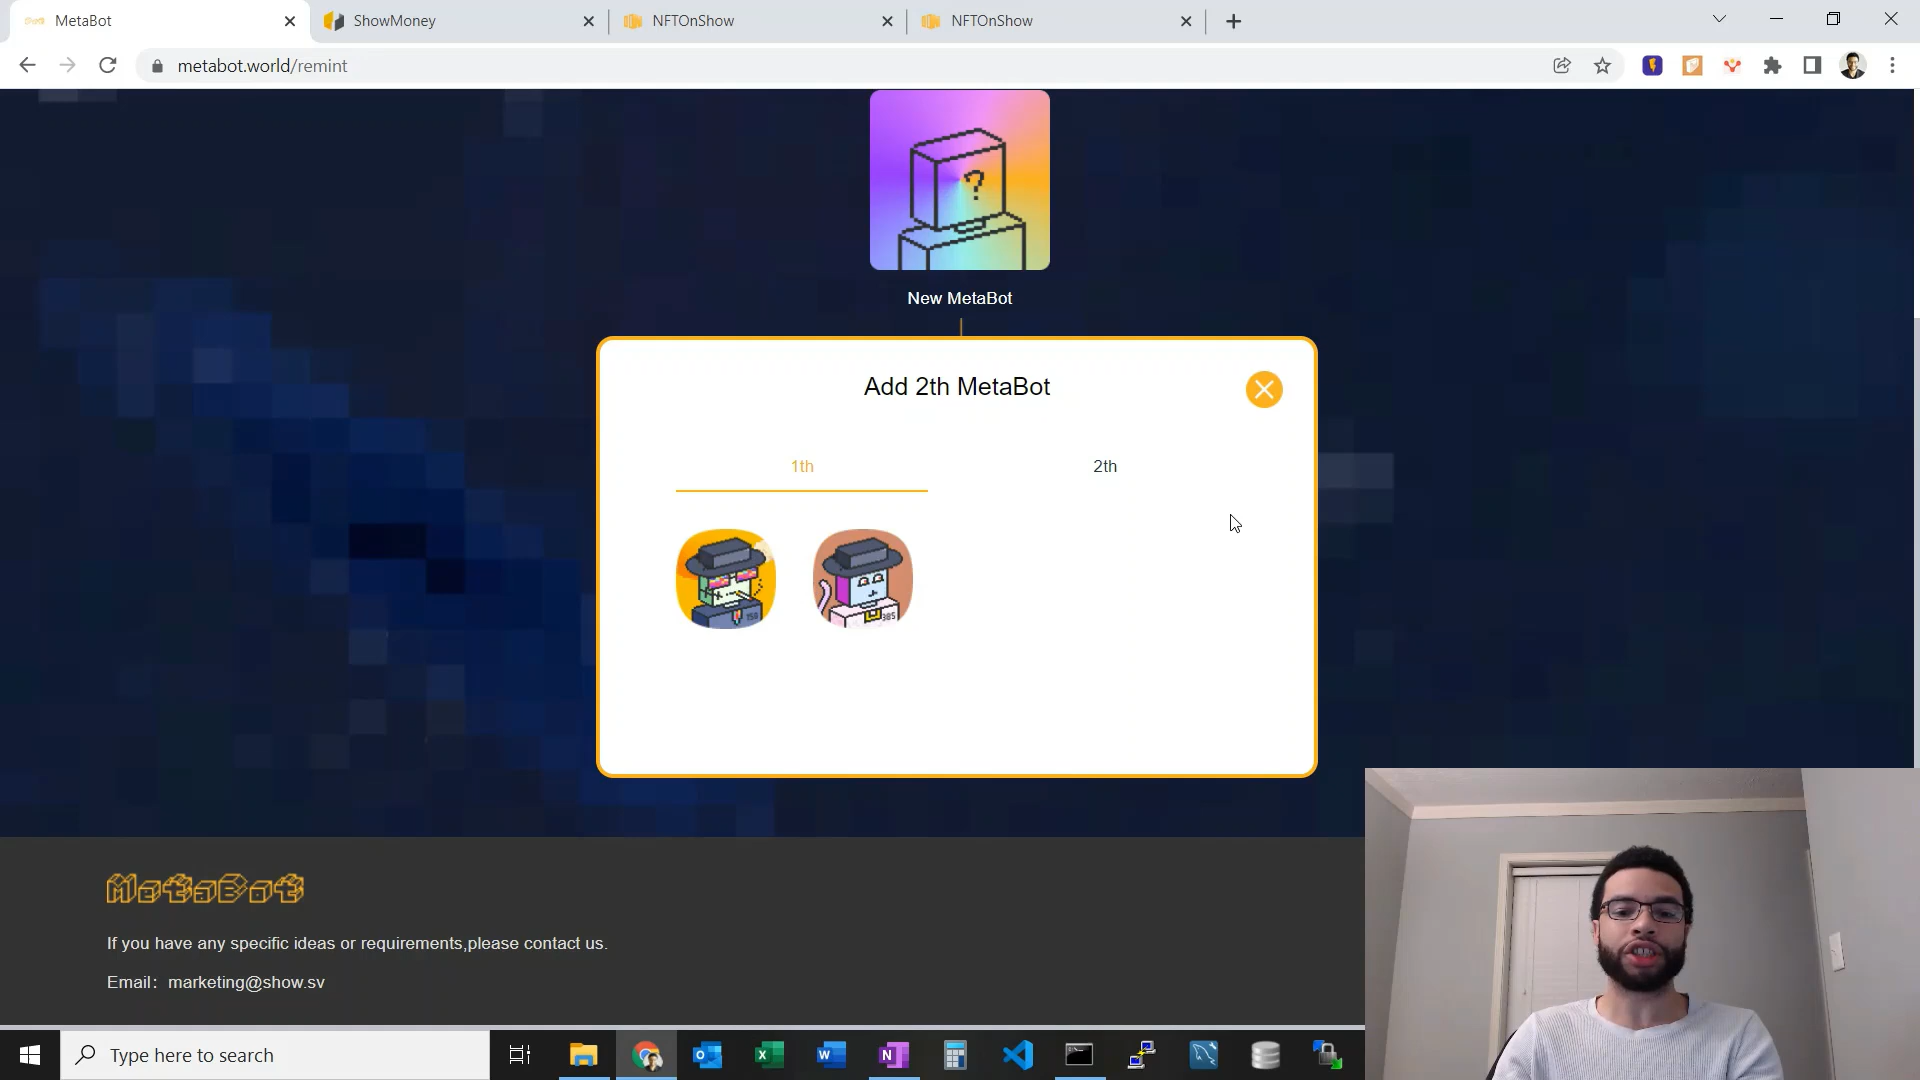 MetaBot
ShowMoney
NFTOnShow
NFTOnShow
metabot.world/remint
?
New MetaBot
Add 2th MetaBot
1th
2th
385
MetaBot
If you have any specific ideas or requirements,please contact us.
Email： marketing@show.sv
Type here to search